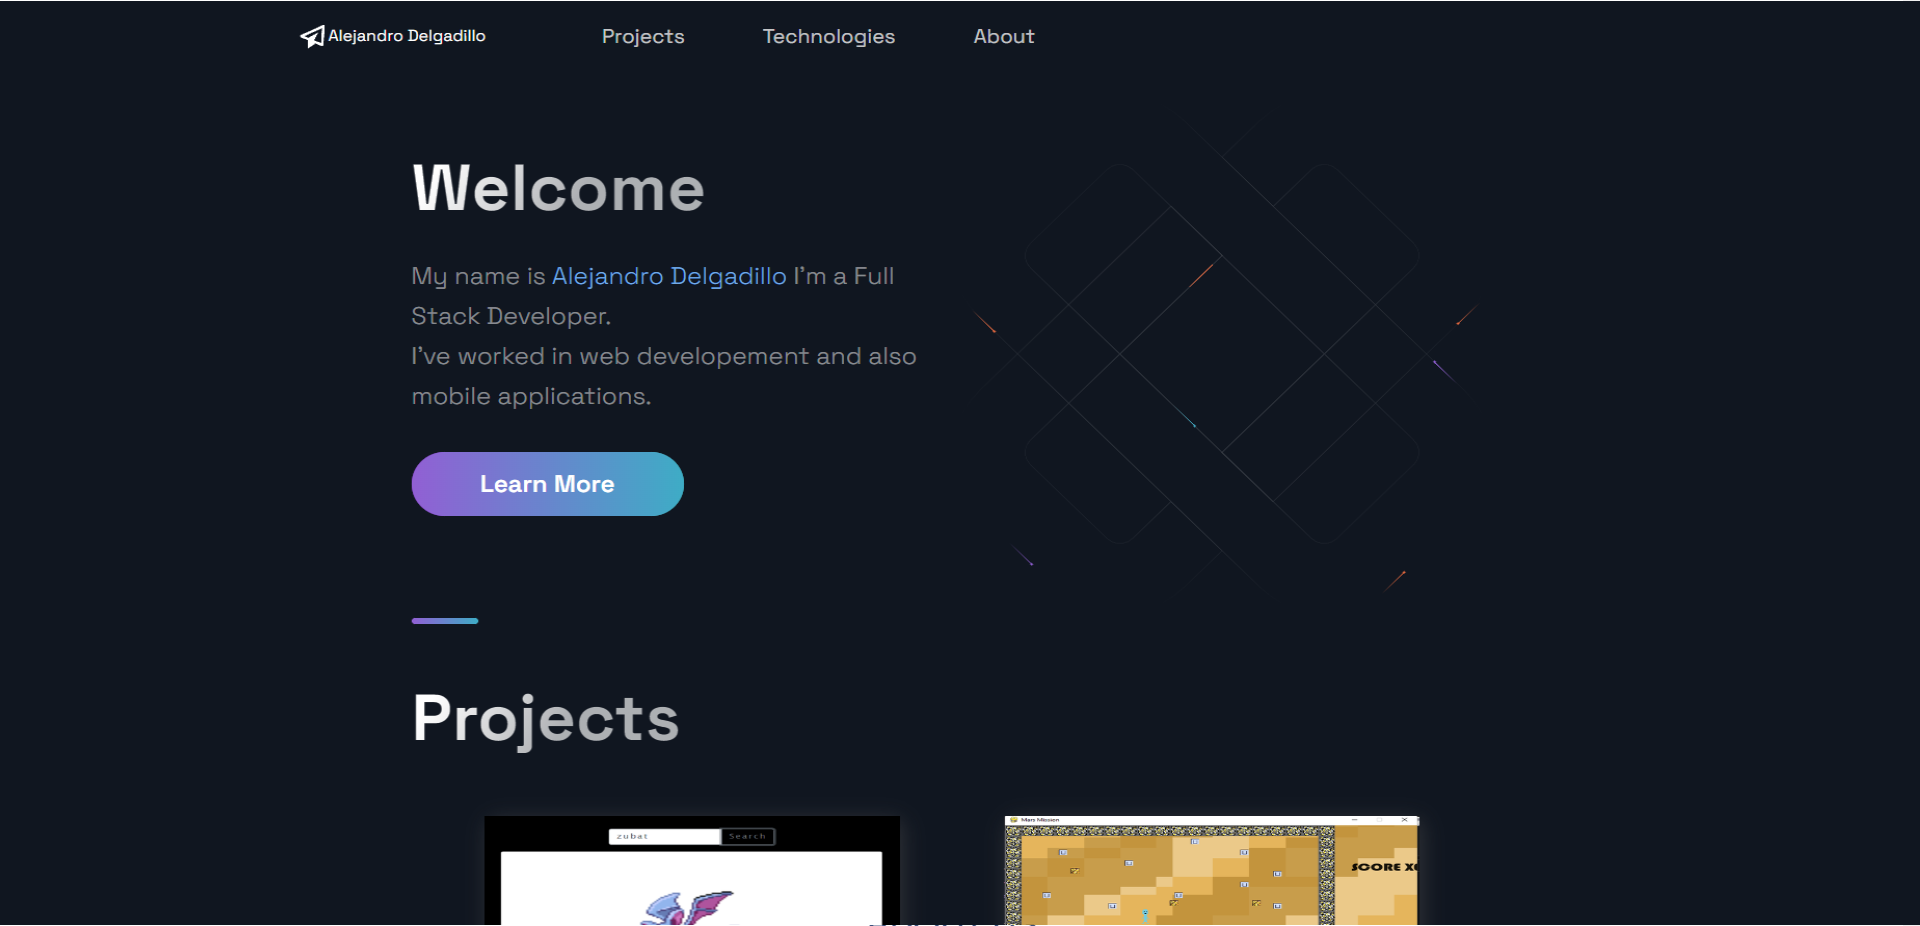 Alejandro Delgadillo
Projects
Technologies
About
Welcome
My name is Alejandro Delgadillo I'm a Full
Stack Developer.
I've worked in web developement and also
mobile applications.
Learn More
Projects
zubat
Search
Mars Mission
SCORE